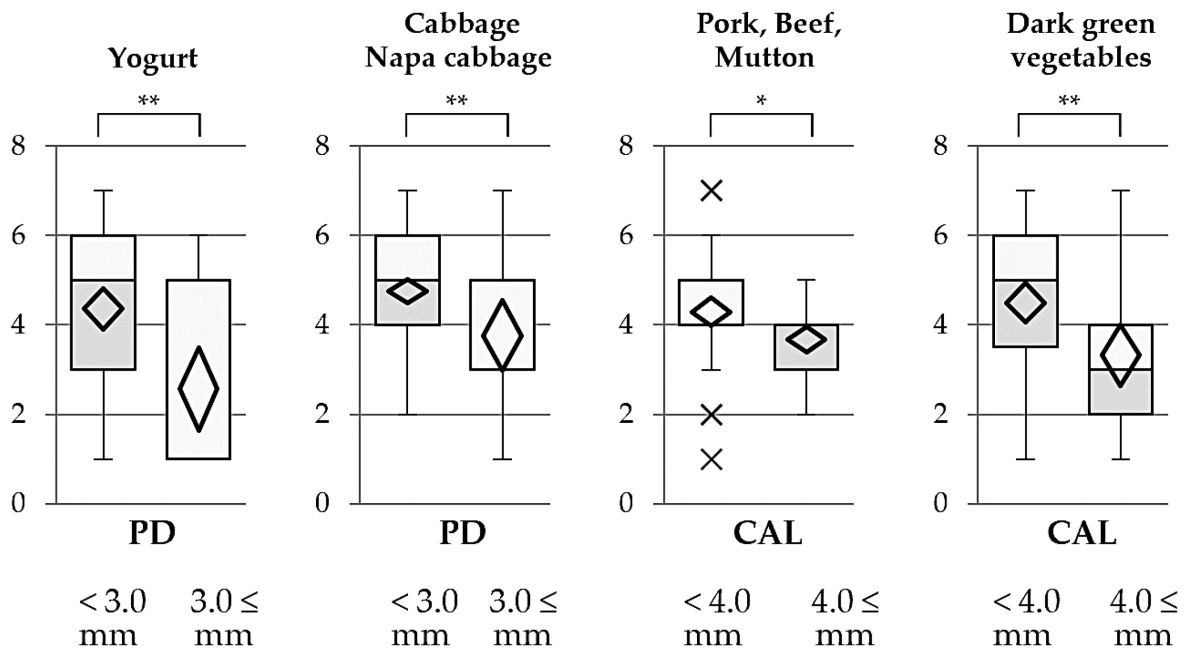 Yogurt
**
8
6
4
2
0
PD
< 3.0 mm
3.0 ≤ mm
Cabbage
Napa cabbage
**
8
6
4
2
0
PD
< 3.0 mm
3.0 ≤ mm
Pork, Beef,
Mutton
*
8
6
4
2
0
CAL
< 4.0 mm
4.0 ≤ mm
Dark green
vegetables
**
8
6
4
2
0
CAL
< 4.0 mm
4.0 ≤ mm